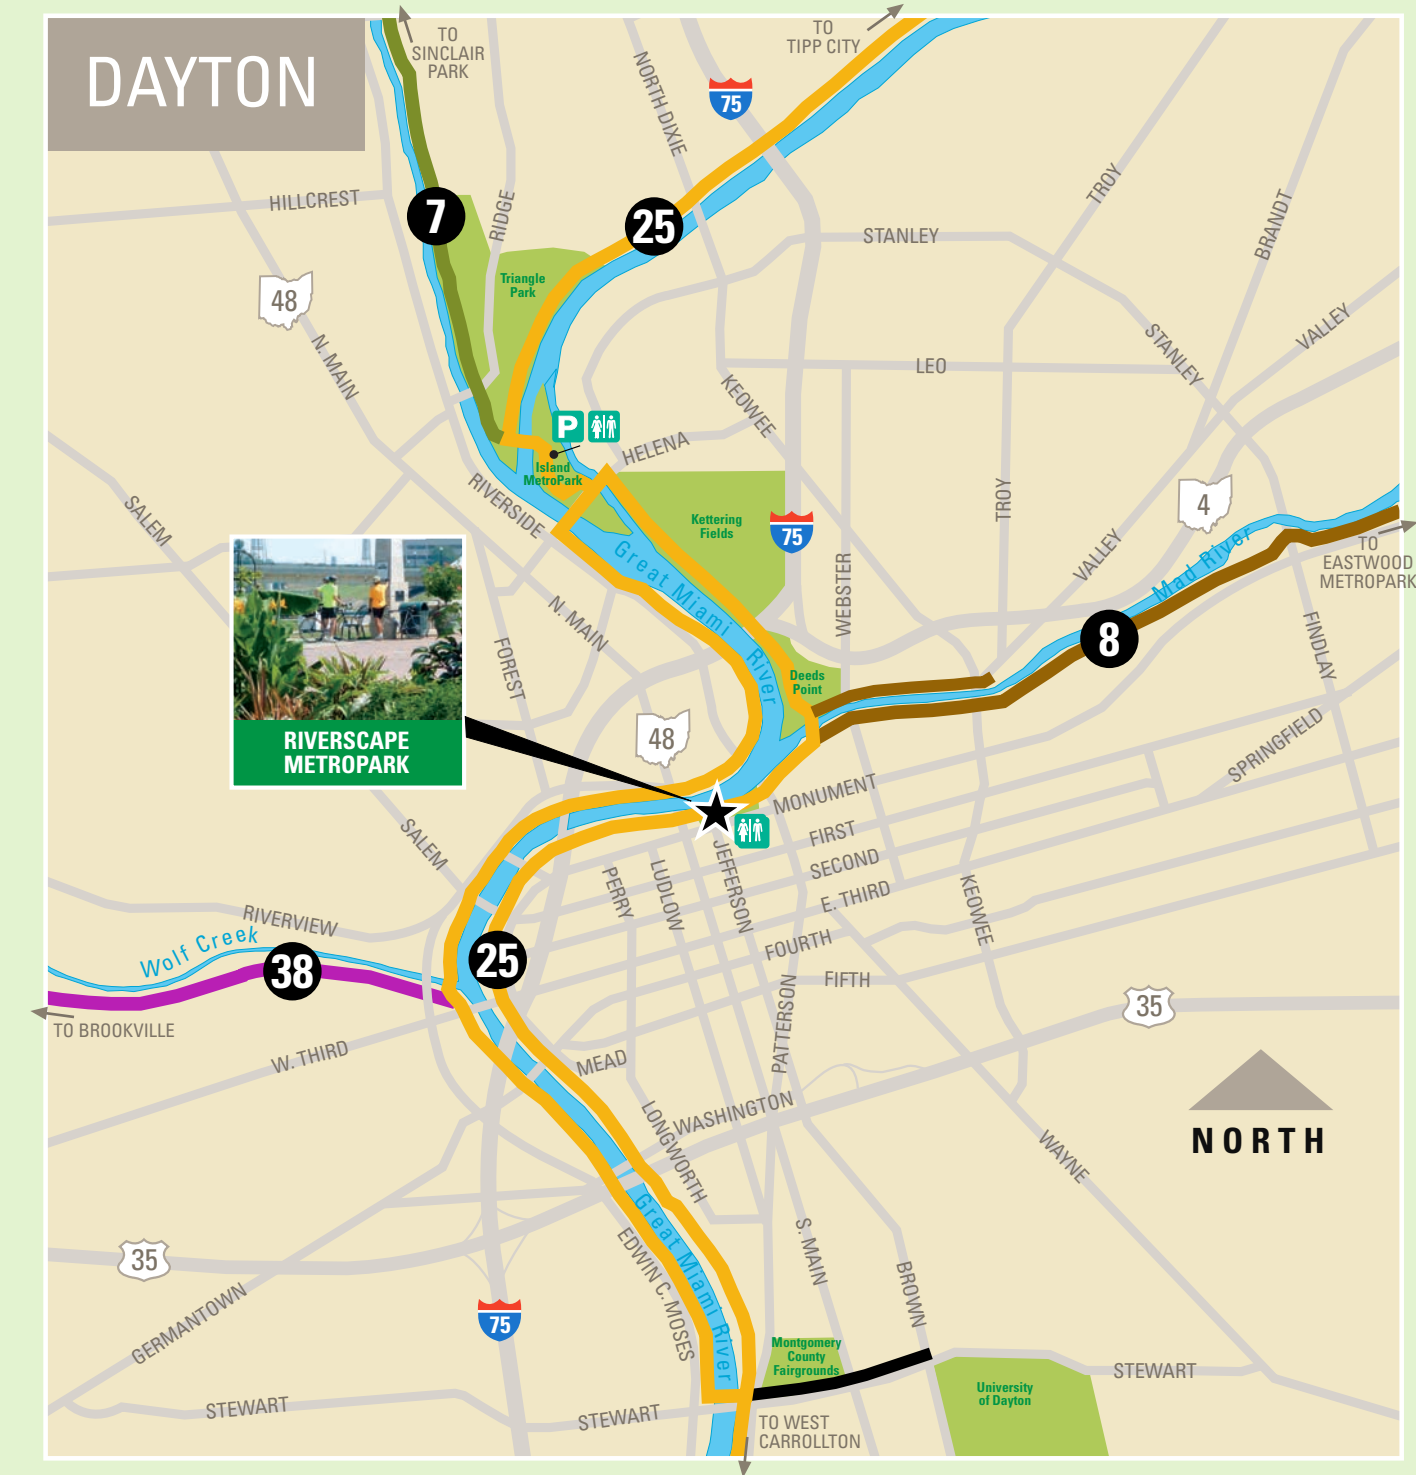 DAYTON
TO
SINCLAIR
PARK
TO
TIPP CITY
75
NORTH DIXIE
HILLCREST
7
RIDGE
25
TROY
BRANDT
STANLEY
Triangle
Park
48
N. MAIN
VALLEY
STANLEY
LEO
KEOWEE
P
HELENA
Island
MetroPark
RIVERSIDE
SALEM
Kettering
Fields
75
TROY
4
VALLEY
Mad River
TO
EASTWOOD
METROPARK
WEBSTER
Great Miami River
N. MAIN
FOREST
8
FINDLAY
Deeds
Point
RIVERSCAPE
METROPARK
48
SPRINGFIELD
MONUMENT
FIRST
SECOND
E. THIRD
SALEM
JEFFERSON
LUDLOW
PERRY
KEOWEE
RIVERVIEW
Wolf Creek
38
25
FOURTH
FIFTH
PATTERSON
35
TO BROOKVILLE
W. THIRD
MEAD
WASHINGTON
LONGWORTH
NORTH
WAYNE
Great Miami River
EDWIN C. MOSES
S. MAIN
BROWN
35
GERMANTOWN
75
Montgomery
County
Fairgrounds
STEWART
University
of Dayton
STEWART
STEWART
TO WEST
CARROLLTON